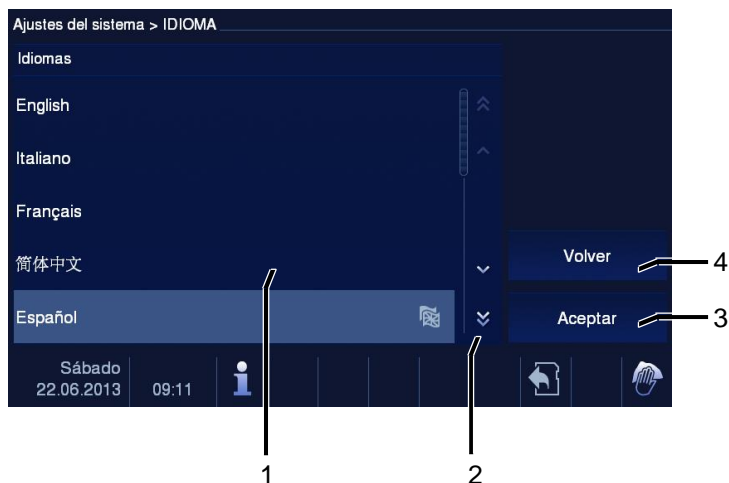 Ajustes del sistema > IDIOMA
Idiomas
English
Italiano
Français
简体中文
Español
Volver
4
Aceptar
3
Sábado
22.06.2013 09:11
1 2